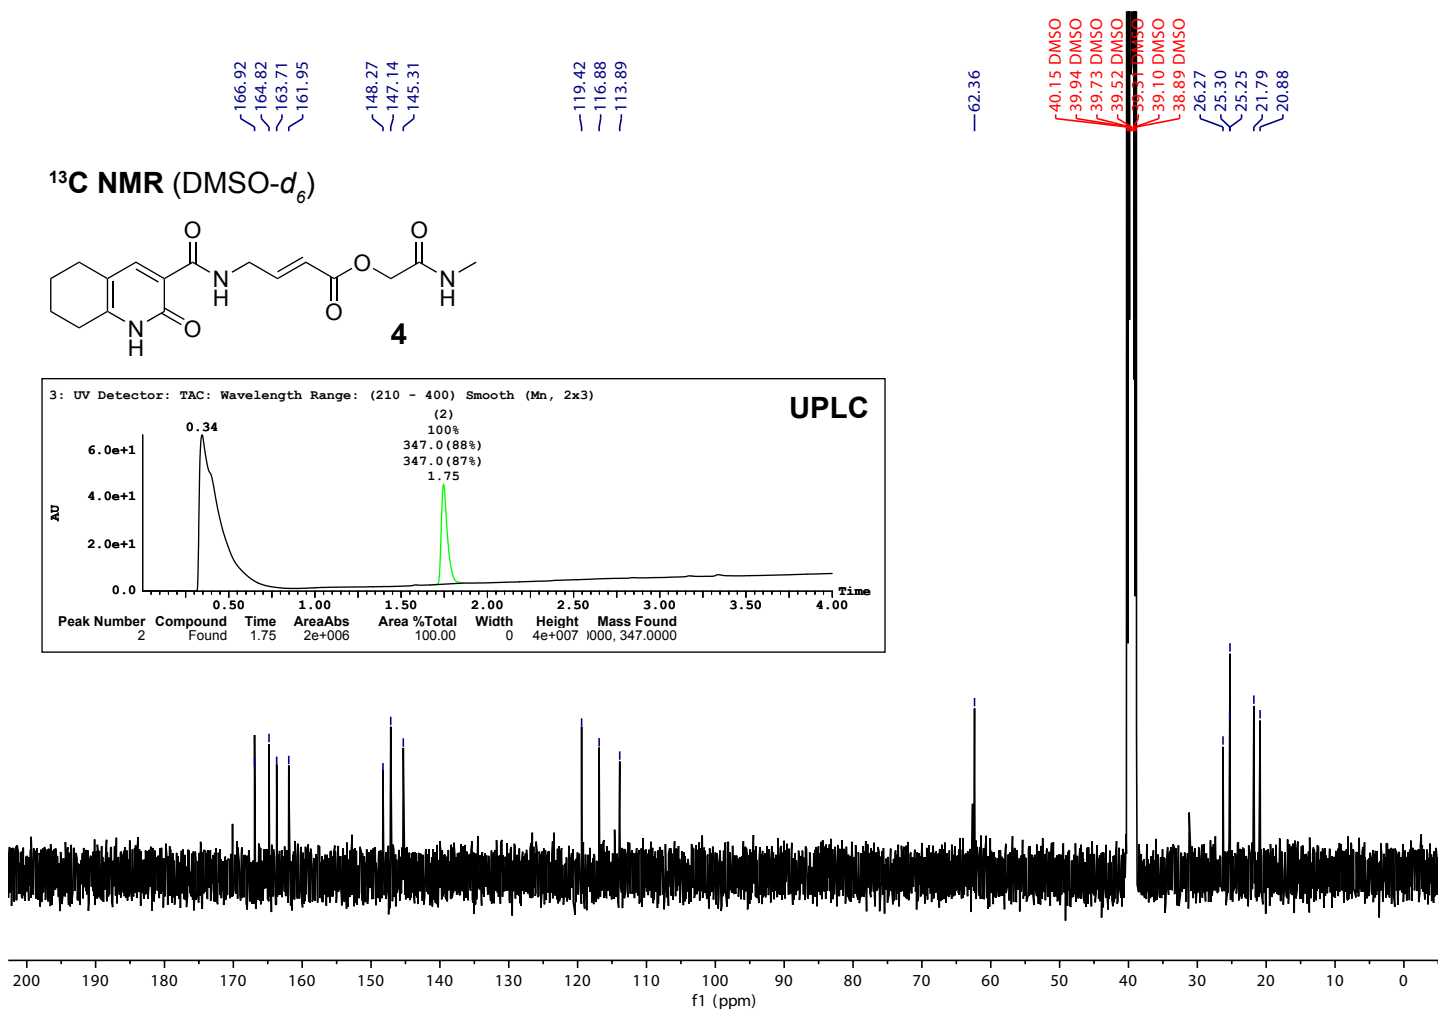 166.92
164.82
163.71
161.95
148.27
147.14
145.31
119.42
116.88
113.89
62.36
40.15 DMSO
39.94 DMSO
39.73 DMSO
39.52 DMSO
39.31 DMSO
39.10 DMSO
38.89 DMSO
26.27
25.30
25.25
21.79
20.88
¹³C NMR (DMSO-d₆)
O
O
N
H
O
O
N
H
O
N
H
O
4
3: UV Detector: TAC: Wavelength Range: (210 - 400) Smooth (Mn, 2x3)
UPLC
(2)
100%
347.0(88%)
347.0(87%)
1.75
0.34
AU
6.0e+1
4.0e+1
2.0e+1
0.0
0.50 1.00 1.50 2.00 2.50 3.00 3.50 4.00
Time
Peak Number Compound Time AreaAbs Area %Total Width Height Mass Found
2 Found 1.75 2e+006 100.00 0 4e+007 0000, 347.0000
200 190 180 170 160 150 140 130 120 110 100 90 80 70 60 50 40 30 20 10 0
f1 (ppm)